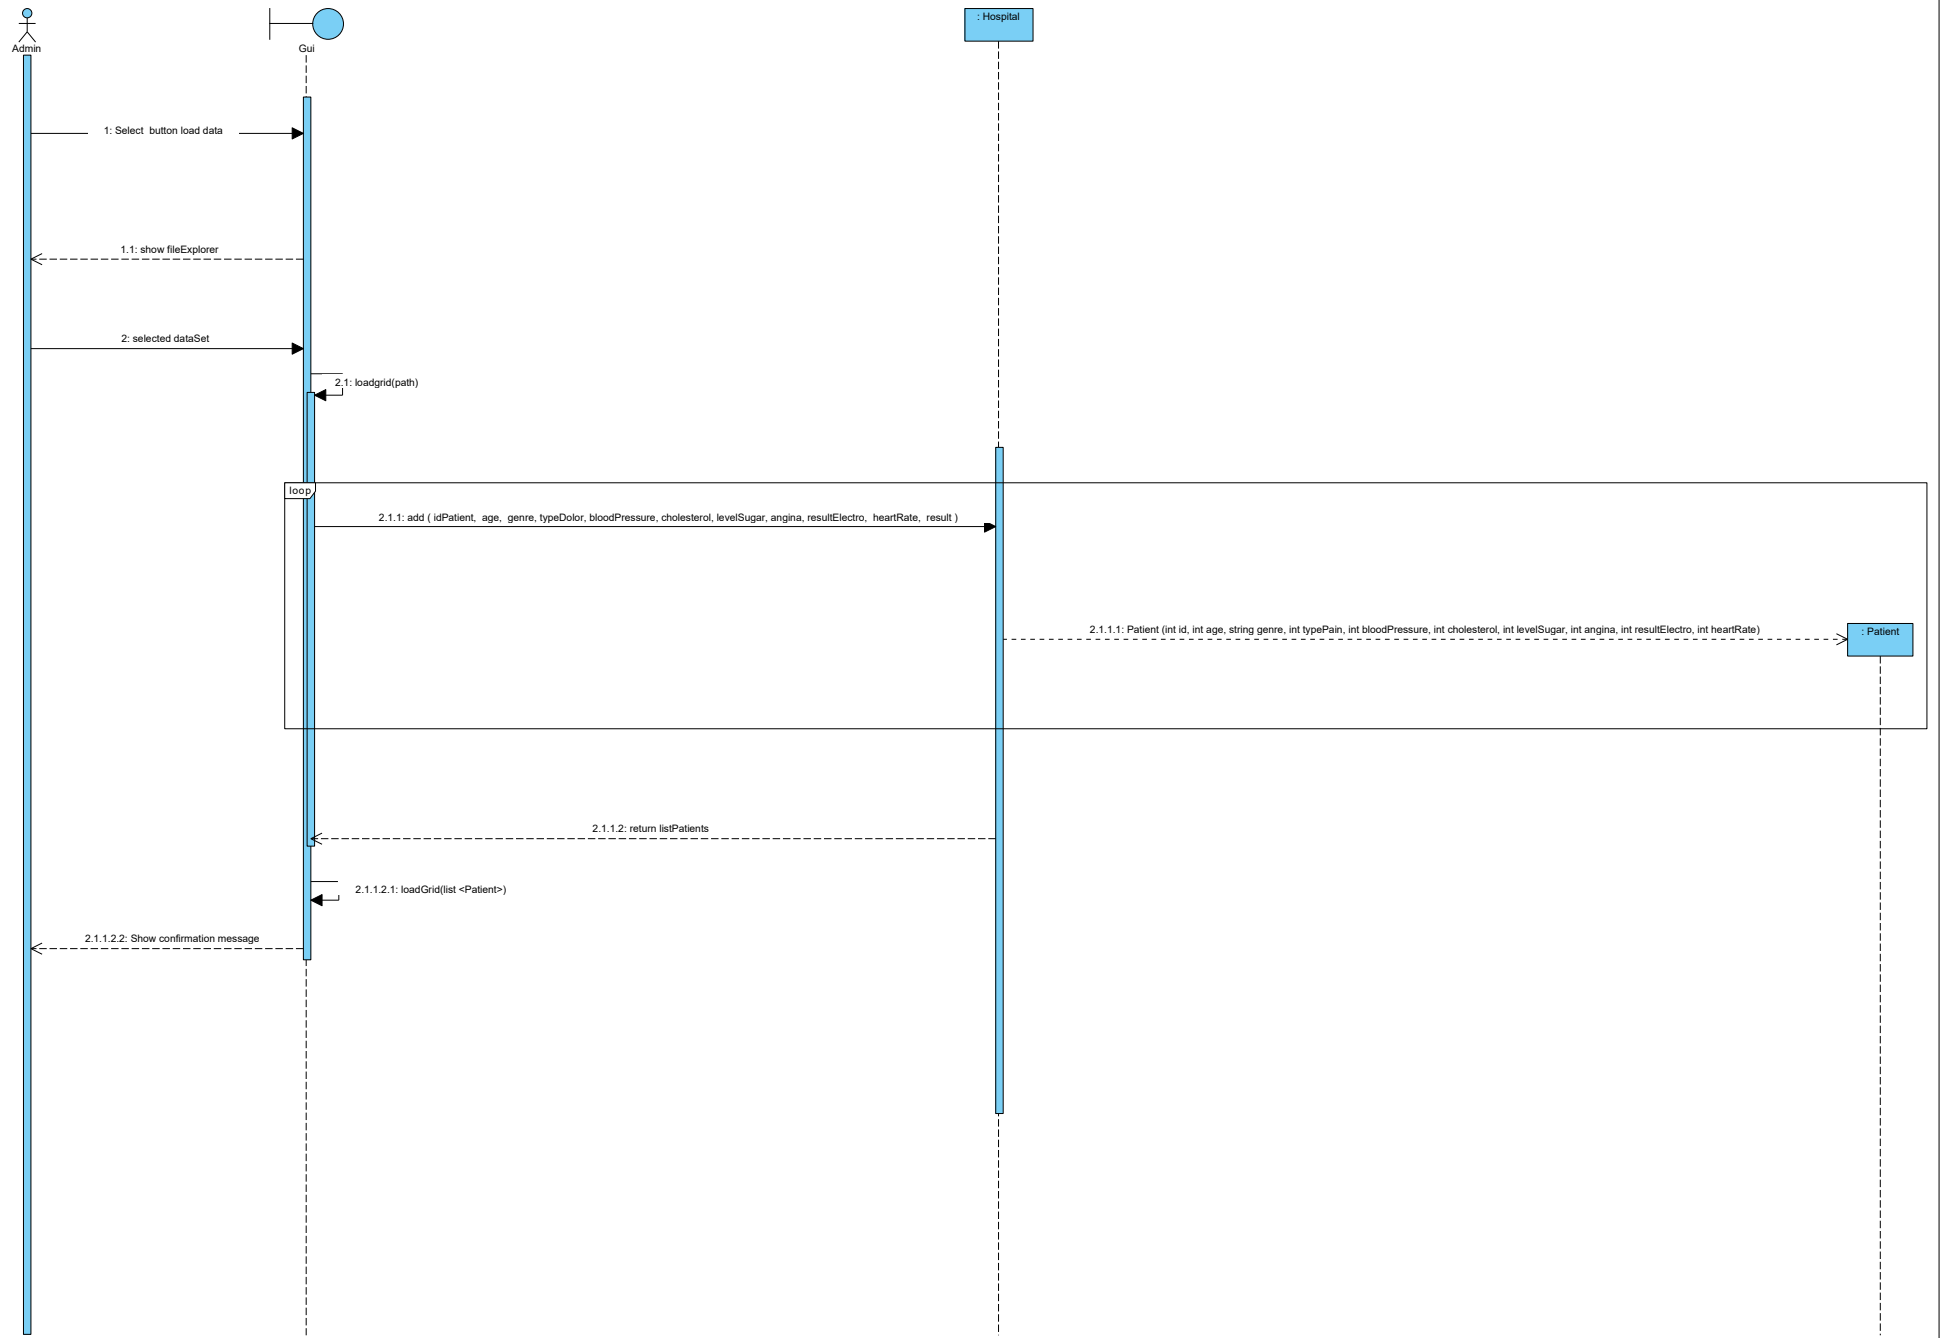 : Hospital
Admin
Gui
1: Select  button load data
1.1: show fileExplorer
2: selected dataSet
2.1: loadgrid(path)
loop
2.1.1: add ( idPatient,  age,  genre, typeDolor, bloodPressure, cholesterol, levelSugar, angina, resultElectro,  heartRate,  result )
2.1.1.1: Patient (int id, int age, string genre, int typePain, int bloodPressure, int cholesterol, int levelSugar, int angina, int resultElectro, int heartRate)
: Patient
2.1.1.2: return listPatients
2.1.1.2.1: loadGrid(list <Patient>)
2.1.1.2.2: Show confirmation message